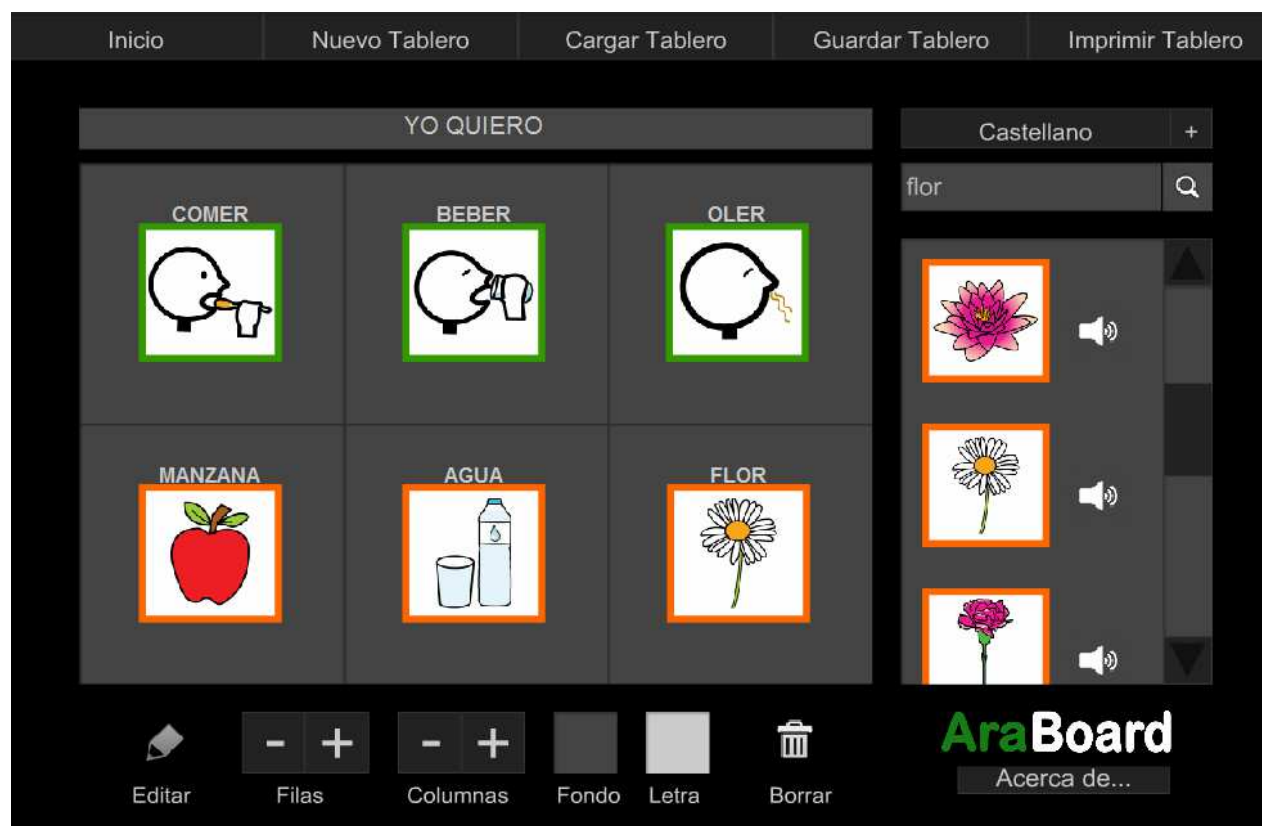 Inicio Nuevo Tablero Cargar Tablero Guardar Tablero Imprimir Tablero
YO QUIERO
Castellano +
flor
COMER BEBER OLER
MANZANA AGUA FLOR
- + - +
Editar Filas Columnas Fondo Letra Borrar
AraBoard
Acerca de...